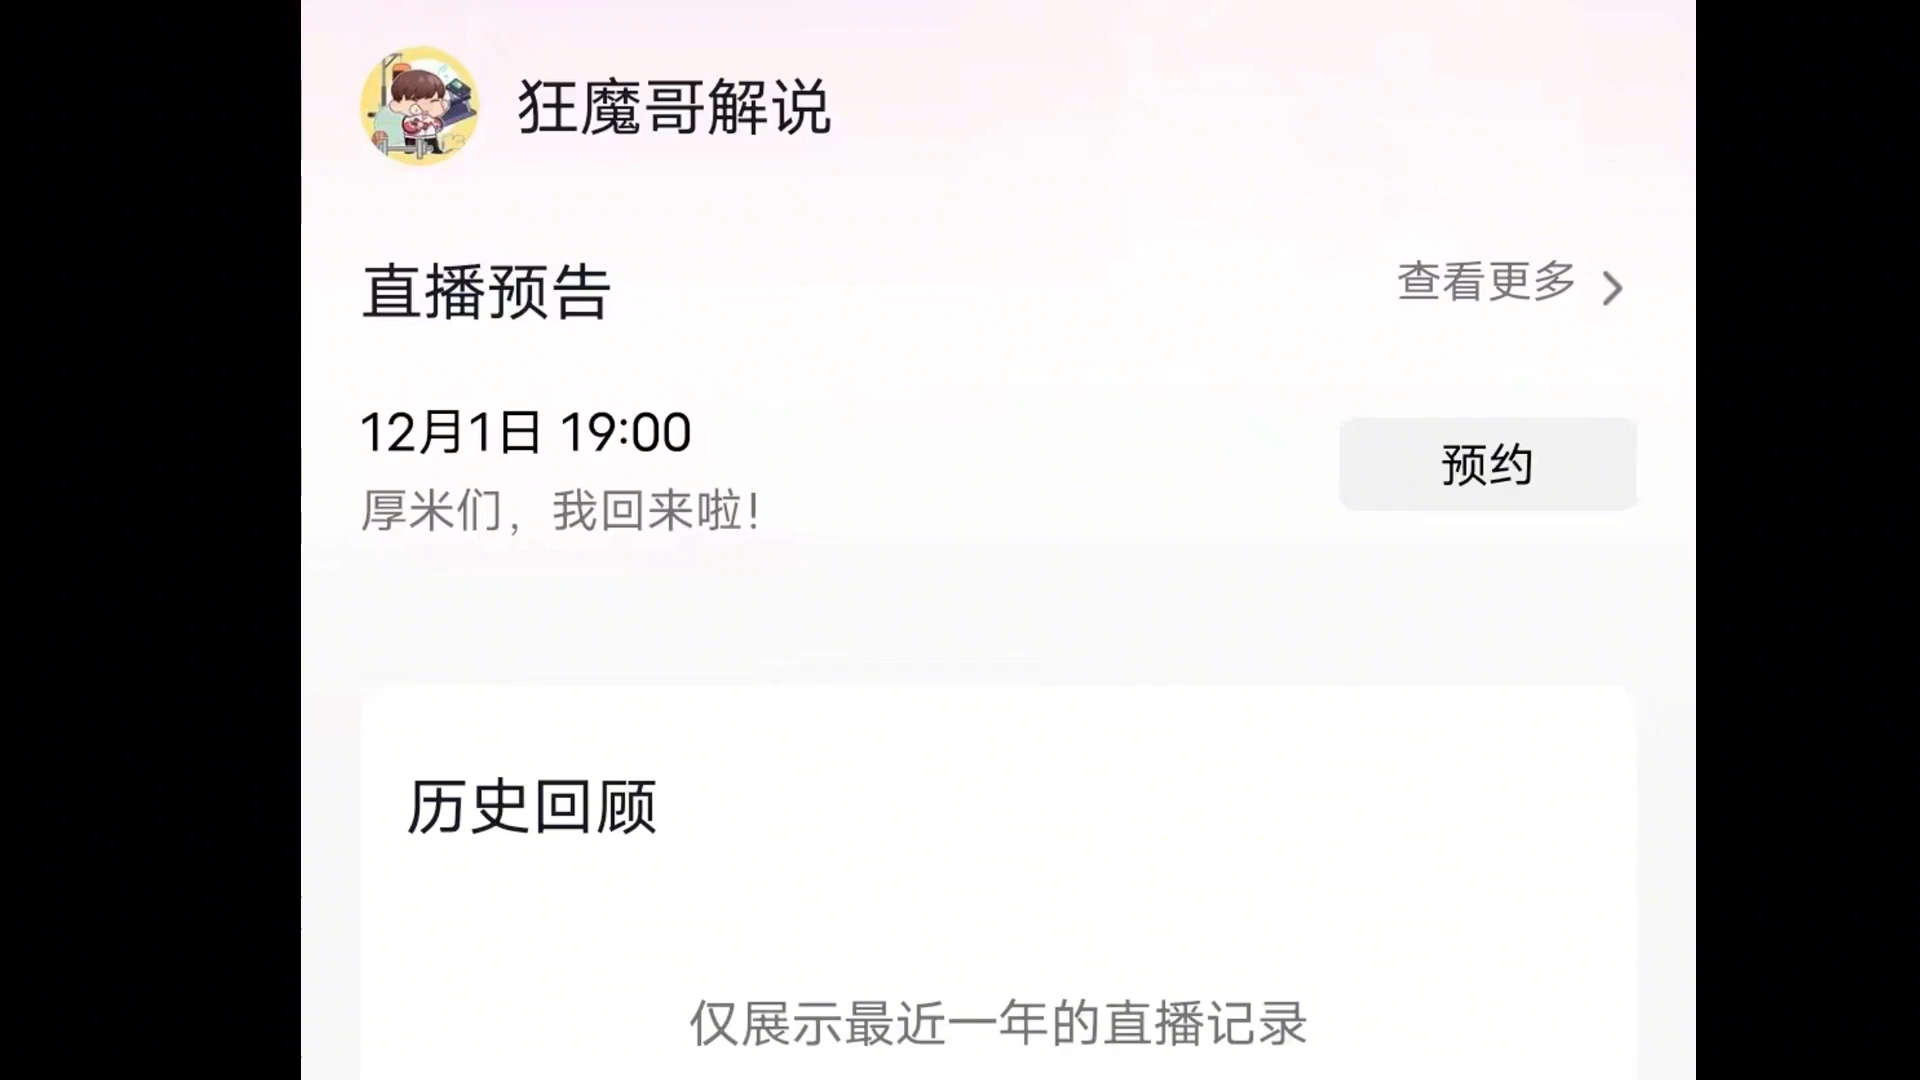 狂魔哥解说
直播预告
查看更多
12月1日 19:00
厚米们，我回来啦！
预约
历史回顾
仅展示最近一年的直播记录